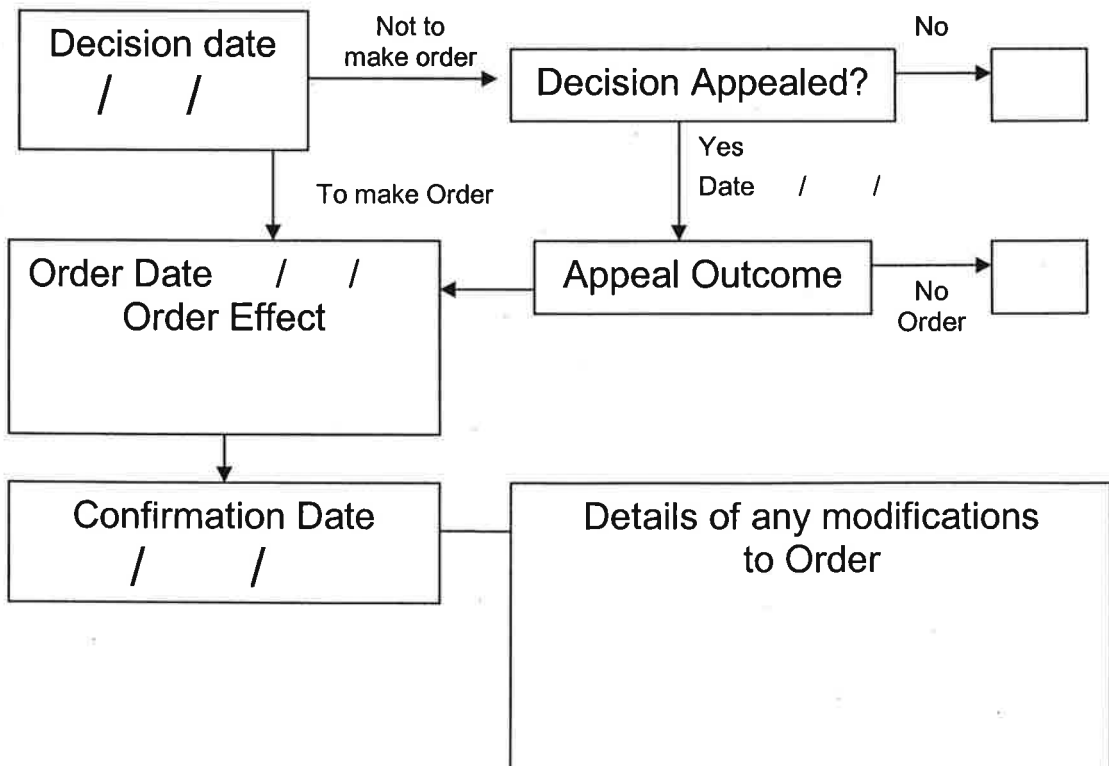 Decision date
/ /
Not to
make order
Decision Appealed?
No
Yes
Date / /
To make Order
Order Date / /
Order Effect
Appeal Outcome
No
Order
Confirmation Date
/ /
Details of any modifications
to Order